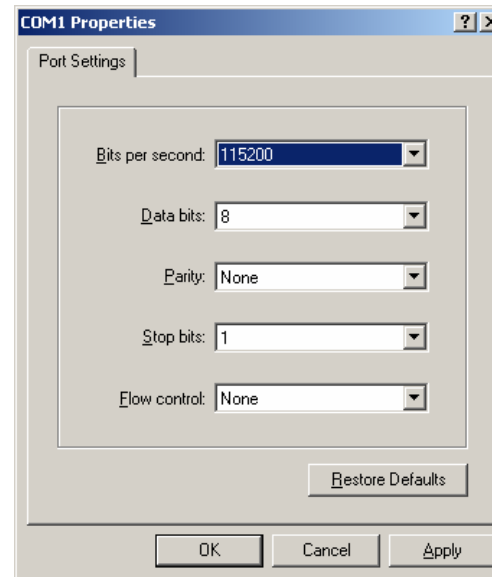 COM1 Properties
Port Settings
Bits per second: 115200
Data bits: 8
Parity: None
Stop bits: 1
Flow control: None
Restore Defaults
OK Cancel Apply